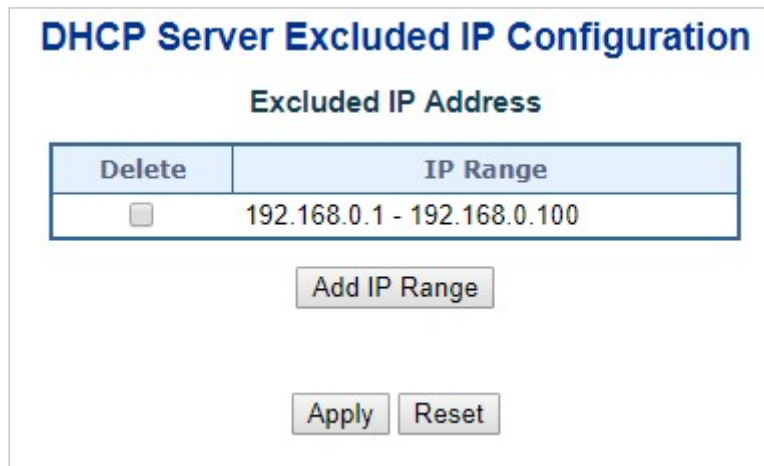 DHCP Server Excluded IP Configuration
Excluded IP Address
Delete IP Range
192.168.0.1 - 192.168.0.100
Add IP Range
Apply Reset